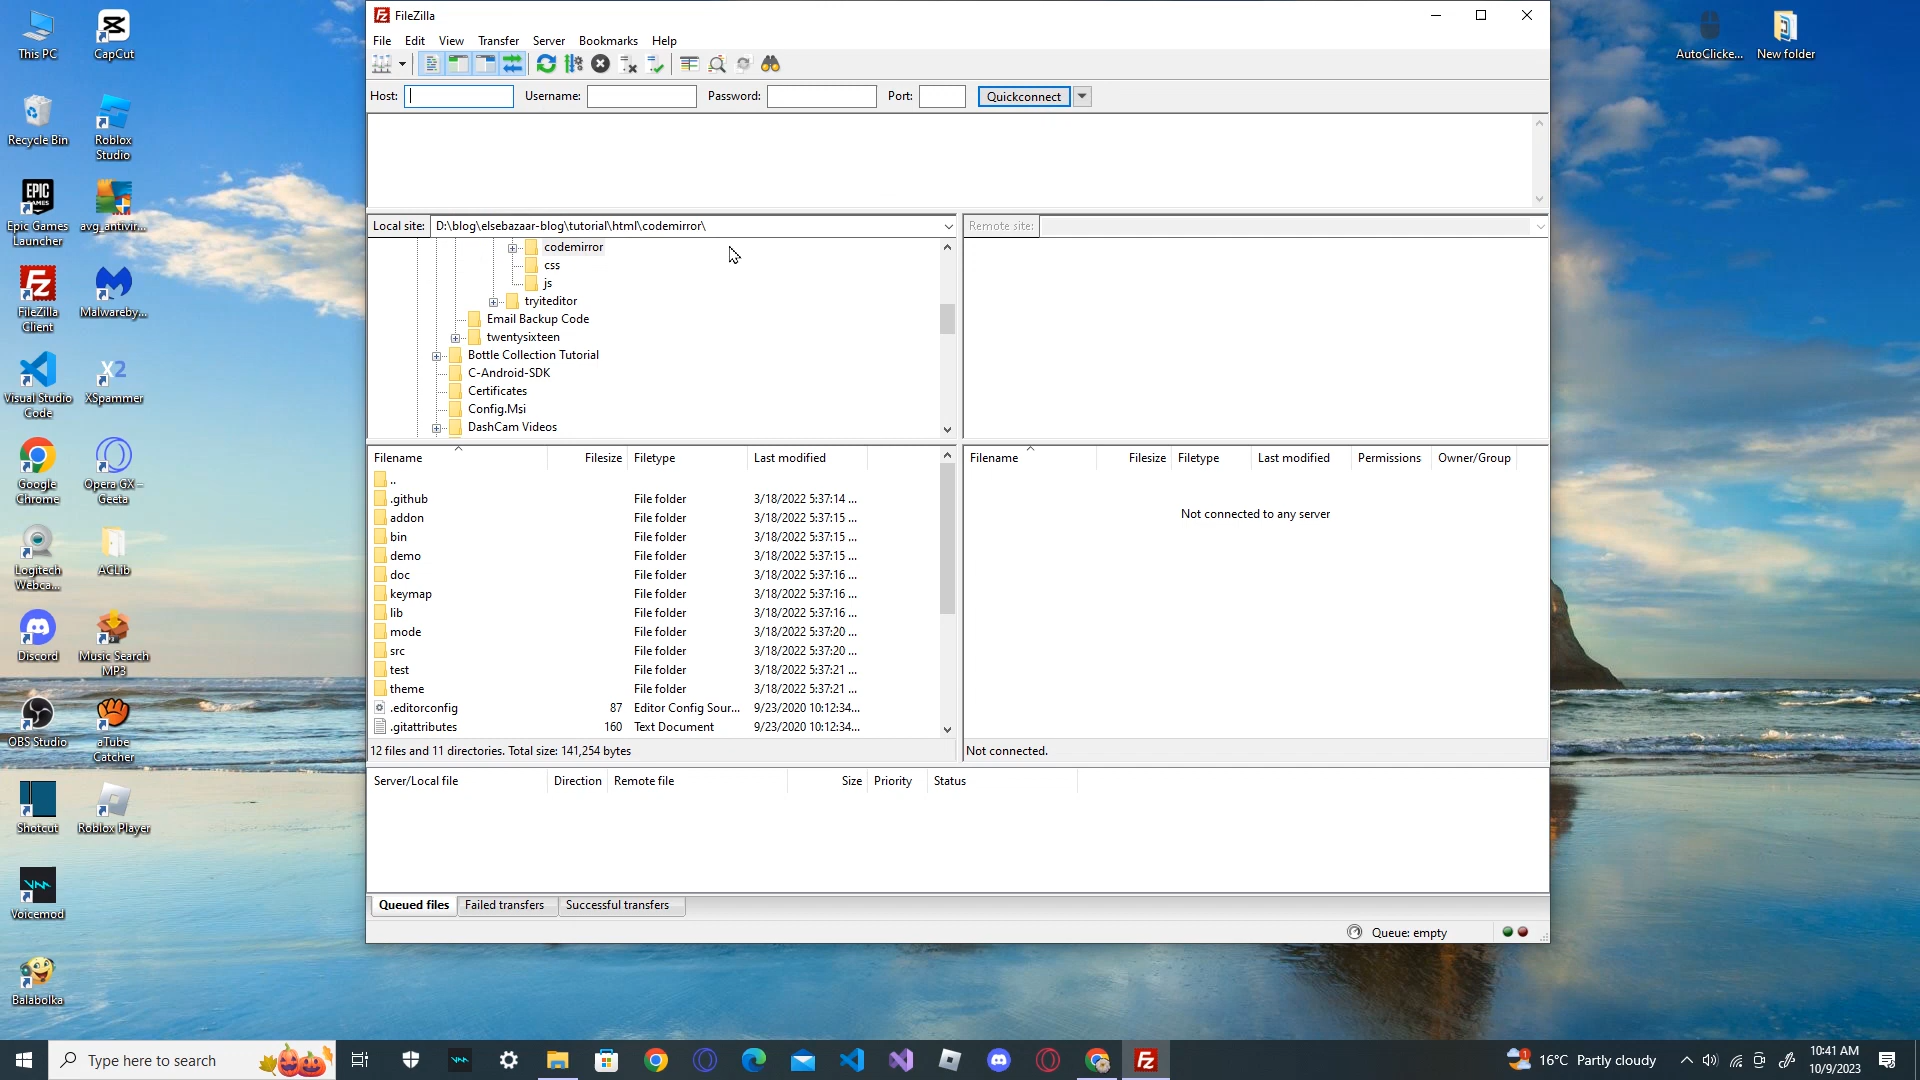 FileZilla
File Edit View Transfer Server Bookmarks Help
Host: Username: Password: Port: Quickconnect
Local site: D:\blog\elsebazaar-blog\tutorial\html\codemirror\
Remote site:
codemirror
css
js
tryiteditor
Email Backup Code
twentysixteen
Bottle Collection Tutorial
C-Android-SDK
Certificates
Config.Msi
DashCam Videos
Filename Filesize Filetype Last modified
..
.github File folder 3/18/2022 5:37:14 ...
addon File folder 3/18/2022 5:37:15 ...
bin File folder 3/18/2022 5:37:15 ...
demo File folder 3/18/2022 5:37:15 ...
doc File folder 3/18/2022 5:37:16 ...
keymap File folder 3/18/2022 5:37:16 ...
lib File folder 3/18/2022 5:37:16 ...
mode File folder 3/18/2022 5:37:20 ...
src File folder 3/18/2022 5:37:20 ...
test File folder 3/18/2022 5:37:21 ...
theme File folder 3/18/2022 5:37:21 ...
.editorconfig 87 Editor Config Sour... 9/23/2020 10:12:34...
.gitattributes 160 Text Document 9/23/2020 10:12:34...
12 files and 11 directories. Total size: 141,254 bytes
Filename Filesize Filetype Last modified Permissions Owner/Group
Not connected to any server
Not connected.
Server/Local file Direction Remote file Size Priority Status
Queued files Failed transfers Successful transfers
Queue: empty
This PC
CapCut
Recycle Bin
Roblox
Studio
EPIC
GAMES
Epic Games
Launcher
avg_antivir...
FileZilla
Client
Malwareby...
Visual Studio
Code
X2
XSpammer
Google
Chrome
Opera GX –
Geeta
Logitech
Webca...
ACLib
Discord
Music Search
MP3
OBS Studio
aTube
Catcher
Shotcut
Roblox Player
Voicemod
Balabolka
AutoClicke...
New folder
Type here to search
1
16°C Partly cloudy
10:41 AM
10/9/2023